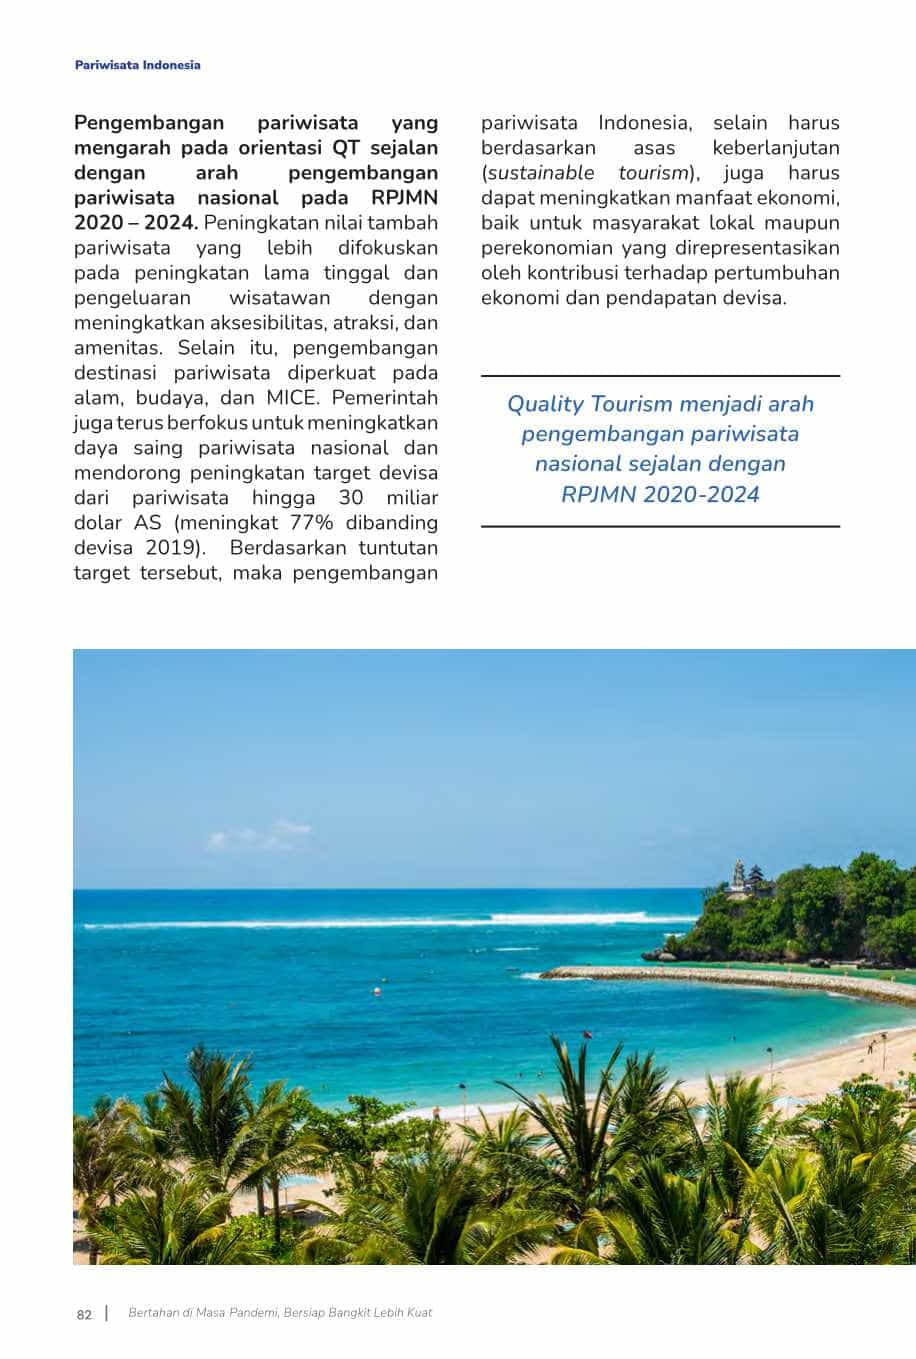 Pariwisata Indonesia
Pengembangan pariwisata yang
mengarah pada orientasi QT sejalan
dengan arah pengembangan
pariwisata nasional pada RPJMN
2020 – 2024. Peningkatan nilai tambah
pariwisata yang lebih difokuskan
pada peningkatan lama tinggal dan
pengeluaran wisatawan dengan
meningkatkan aksesibilitas, atraksi, dan
amenitas. Selain itu, pengembangan
destinasi pariwisata diperkuat pada
alam, budaya, dan MICE. Pemerintah
juga terus berfokus untuk meningkatkan
daya saing pariwisata nasional dan
mendorong peningkatan target devisa
dari pariwisata hingga 30 miliar
dolar AS (meningkat 77% dibanding
devisa 2019). Berdasarkan tuntutan
target tersebut, maka pengembangan
pariwisata Indonesia, selain harus
berdasarkan asas keberlanjutan
(sustainable tourism), juga harus
dapat meningkatkan manfaat ekonomi,
baik untuk masyarakat lokal maupun
perekonomian yang direpresentasikan
oleh kontribusi terhadap pertumbuhan
ekonomi dan pendapatan devisa.
Quality Tourism menjadi arah
pengembangan pariwisata
nasional sejalan dengan
RPJMN 2020-2024
82 | Bertahan di Masa Pandemi, Bersiap Bangkit Lebih Kuat